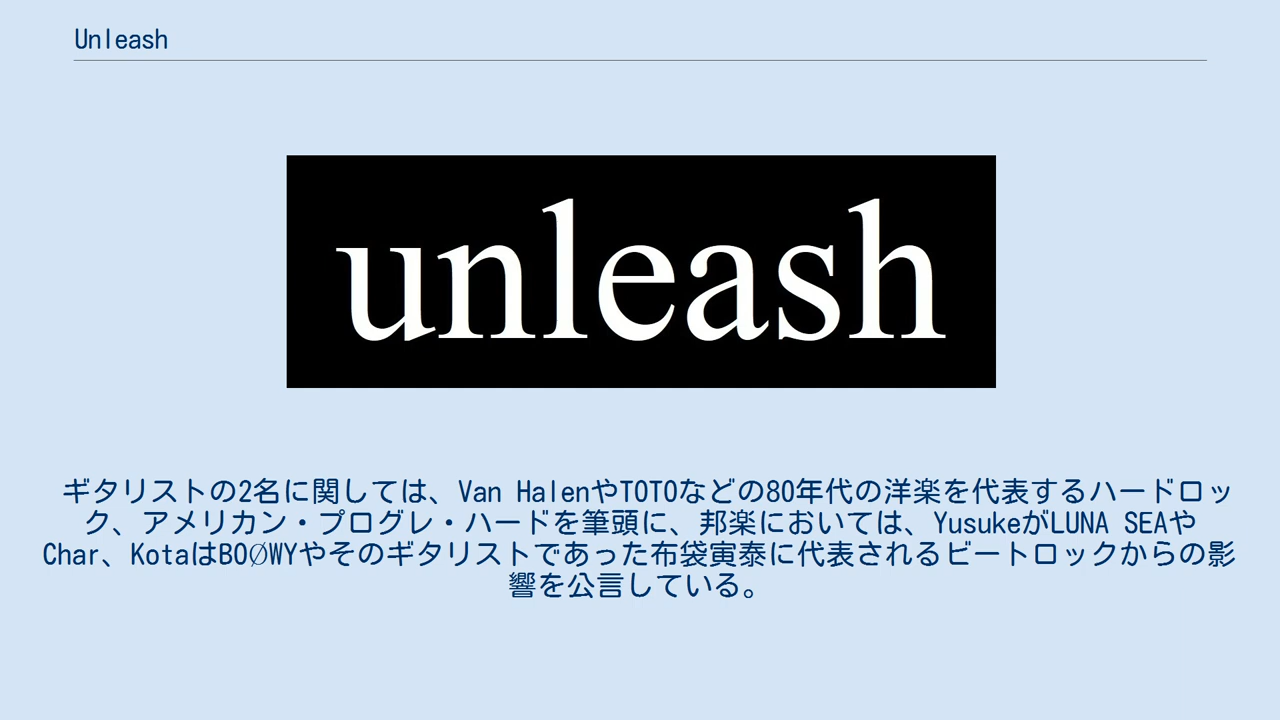 Unleash
unleash
ギタリストの2名に関しては、Van HalenやTOTOなどの80年代の洋楽を代表するハードロッ
ク、アメリカン・プログレ・ハードを筆頭に、邦楽においては、YusukeがLUNA SEAや
Char、KotaはBOØWYやそのギタリストであった布袋寅泰に代表されるビートロックからの影
響を公言している。